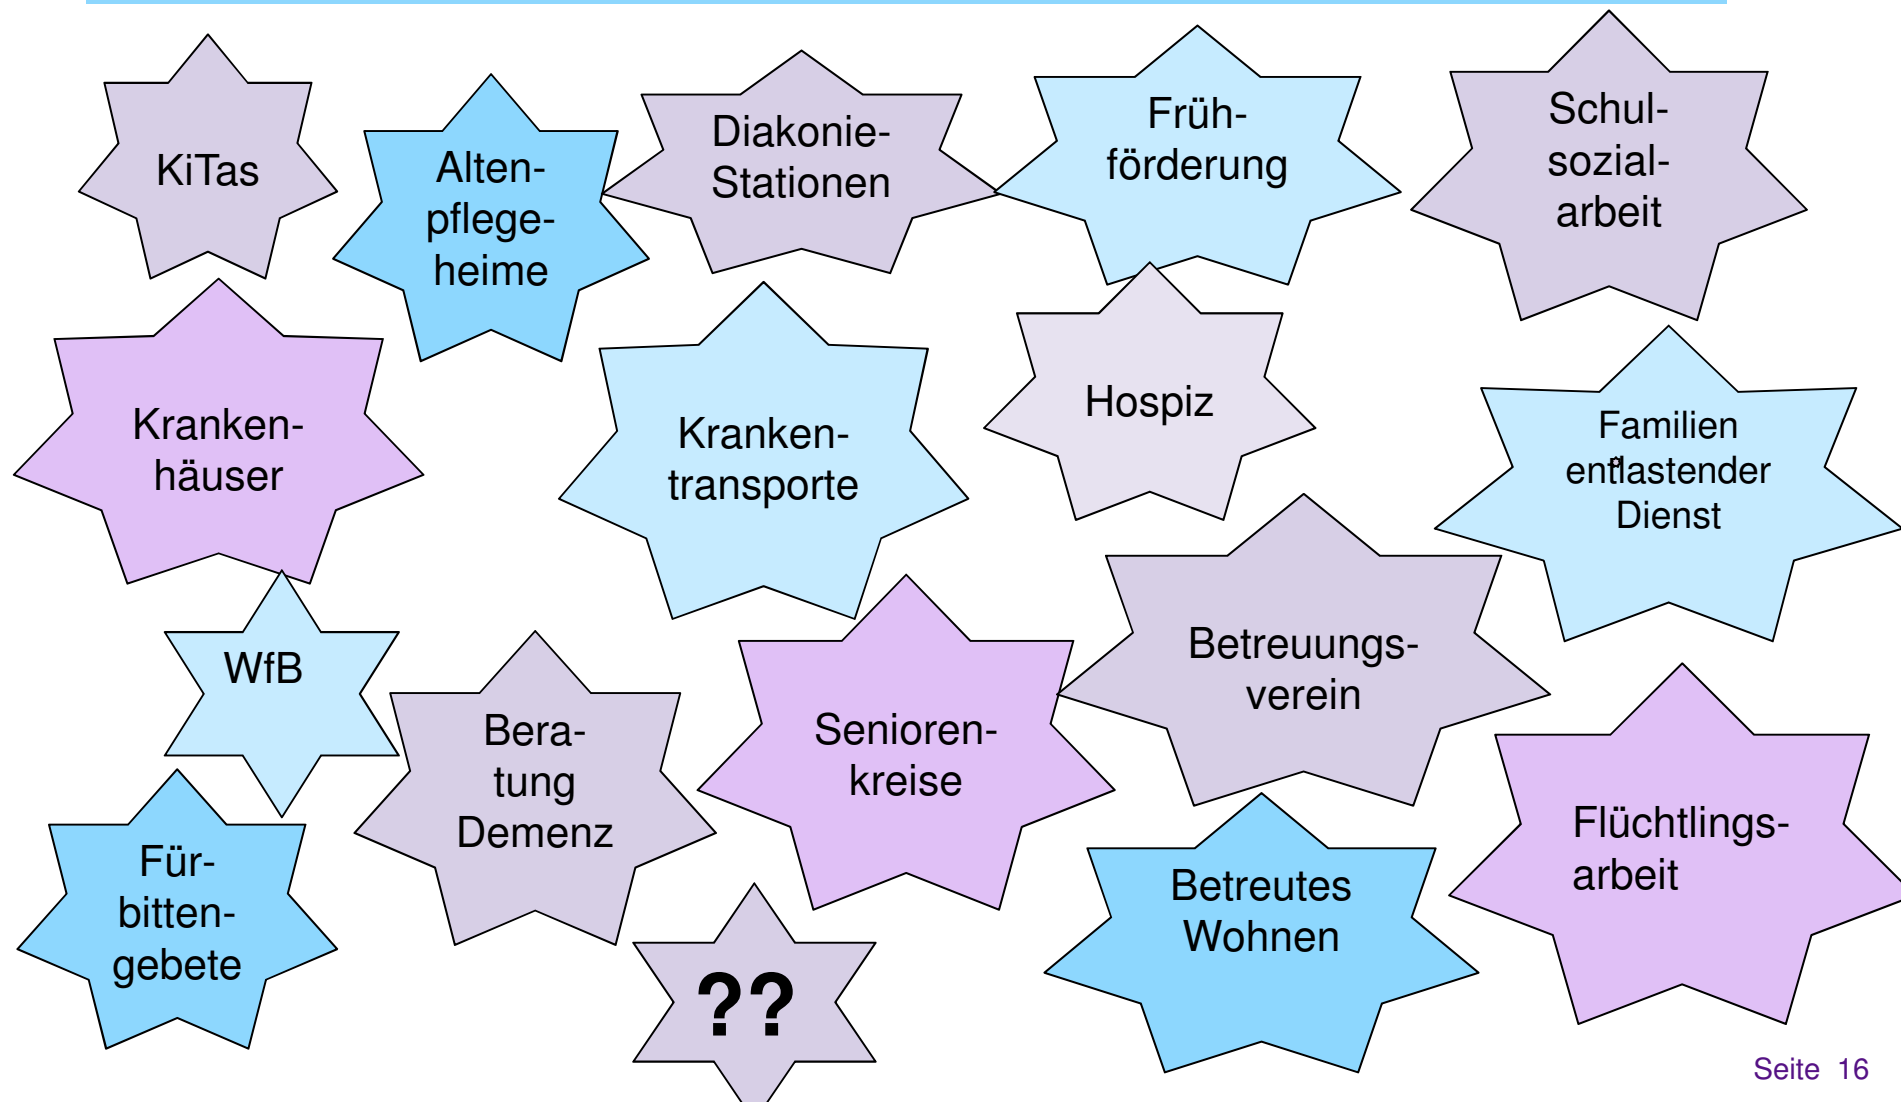 KiTas
Alten-
pflege-
heime
Diakonie-
Stationen
Früh-
förderung
Schul-
sozial-
arbeit
Kranken-
häuser
Kranken-
transporte
Hospiz
Familien
entlastender
Dienst
WfB
Bera-
tung
Demenz
Senioren-
kreise
Betreuungs-
verein
Flüchtlings-
arbeit
Für-
bitten-
gebete
??
Betreutes
Wohnen
Seite 16